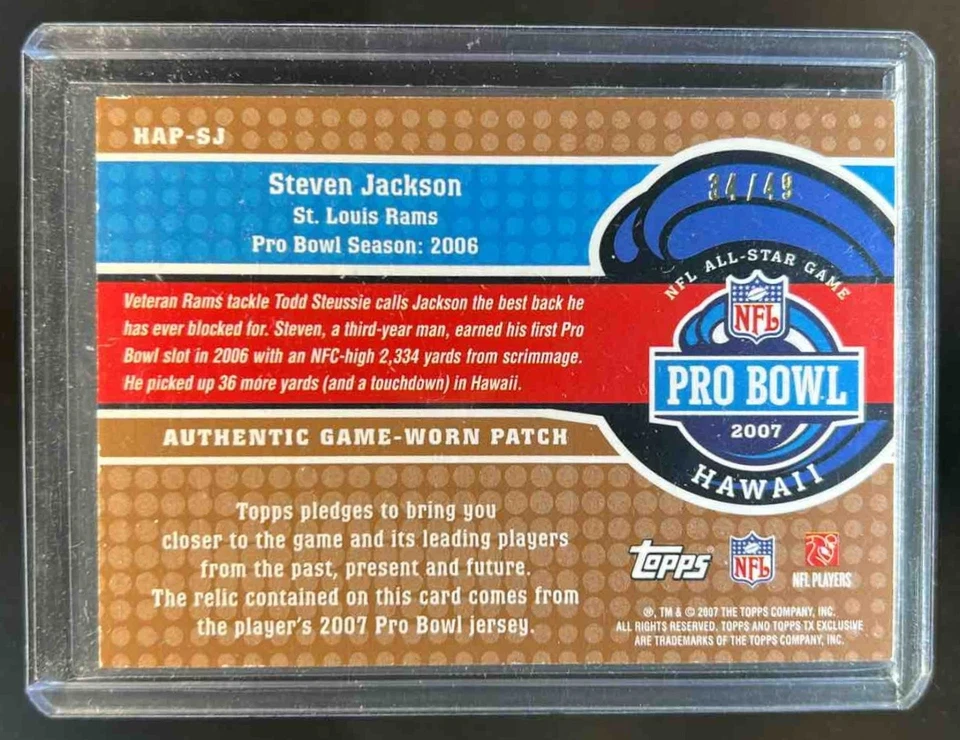 HAP-SJ
34/49
Steven Jackson
St. Louis Rams
Pro Bowl Season: 2006
Veteran Rams tackle Todd Steussie calls Jackson the best back he
has ever blocked for. Steven, a third-year man, earned his first Pro
Bowl slot in 2006 with an NFC-high 2,334 yards from scrimmage.
He picked up 36 more yards (and a touchdown) in Hawaii.
NFL ALL-STAR GAME
NFL
PRO BOWL
2007
HAWAII
AUTHENTIC GAME-WORN PATCH
Topps pledges to bring you
closer to the game and its leading players
from the past, present and future.
The relic contained on this card comes from
the player's 2007 Pro Bowl jersey.
topps
NFL
NFL PLAYERS
®, TM & © 2007 THE TOPPS COMPANY, INC.
ALL RIGHTS RESERVED. TOPPS AND TOPPS TX EXCLUSIVE
ARE TRADEMARKS OF THE TOPPS COMPANY, INC.